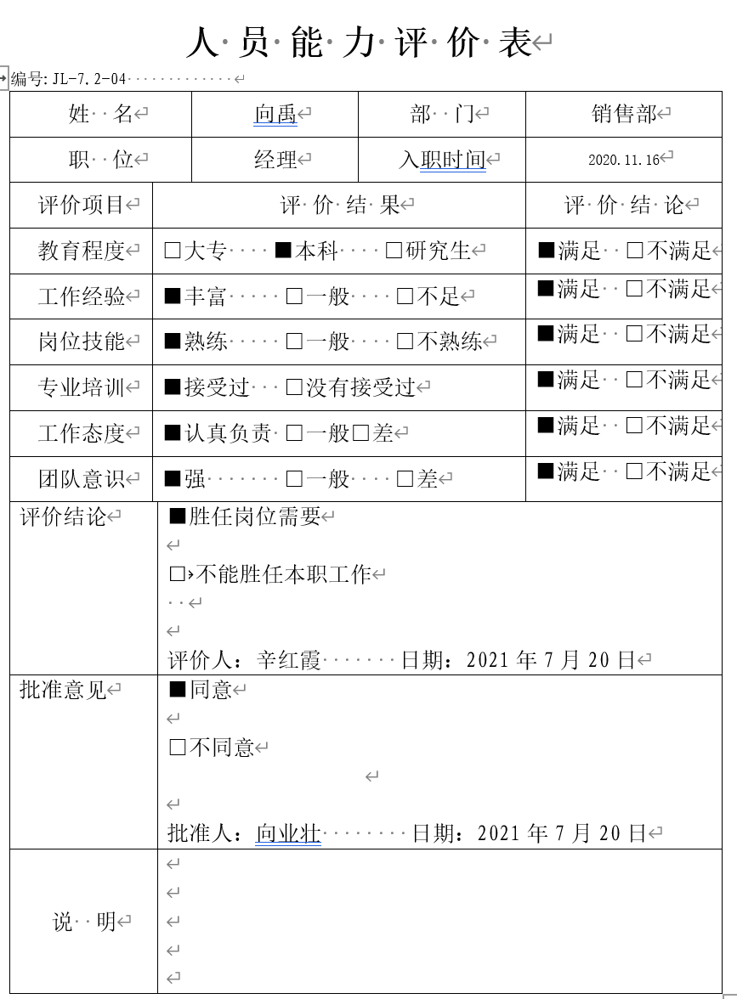 人 员 能 力 评 价 表
编号: JL-7.2-04
姓  名 向禹 部  门 销售部
职  位 经理 入职时间 2020.11.16
评价项目 评 价 结 果 评 价 结 论
教育程度 □大专    ■本科    □研究生 ■满足  □不满足
工作经验 ■丰富     □一般    □不足 ■满足  □不满足
岗位技能 ■熟练     □一般    □不熟练 ■满足  □不满足
专业培训 ■接受过   □没有接受过 ■满足  □不满足
工作态度 ■认真负责 □一般□差 ■满足  □不满足
团队意识 ■强       □一般    □差 ■满足  □不满足
评价结论 ■胜任岗位需要
□不能胜任本职工作
评价人：辛红霞       日期：2021 年 7 月 20 日
批准意见 ■同意
□不同意
批准人：向业壮        日期：2021 年 7 月 20 日
说  明